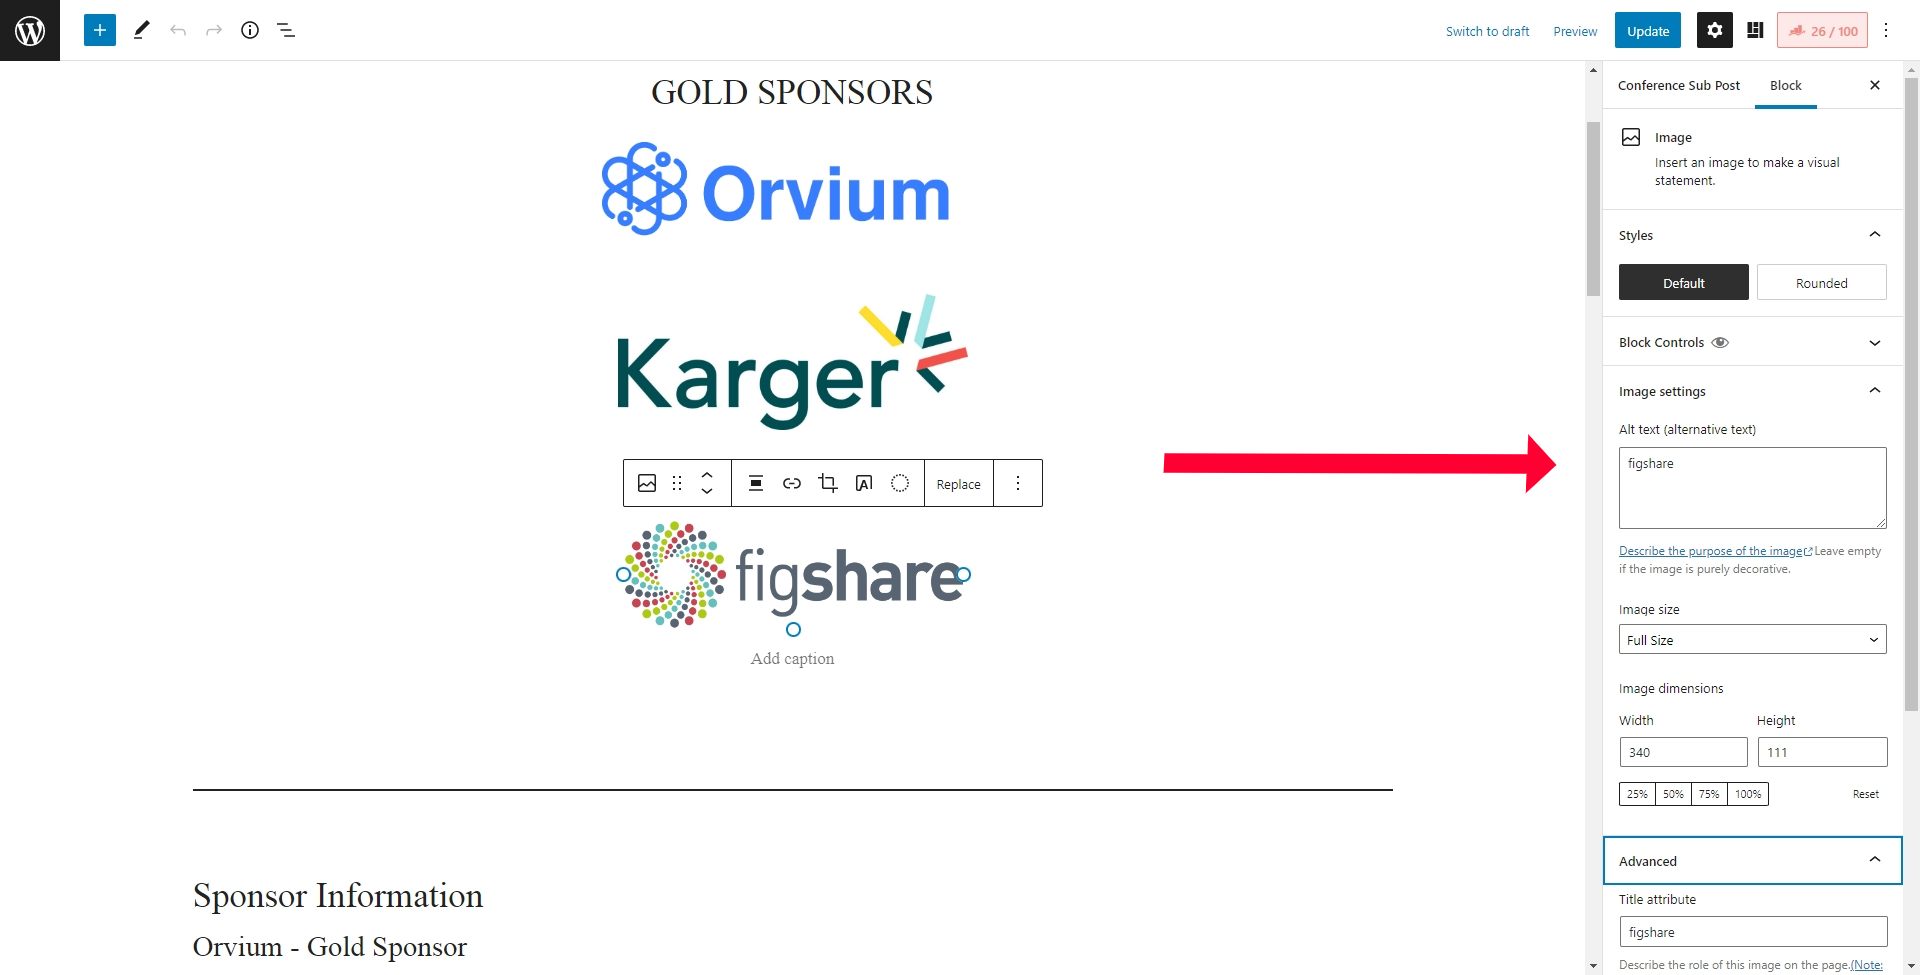 Switch to draft
Preview
Update
26 / 100
GOLD SPONSORS
Orvium
Karger
Replace
figshare
Add caption
Sponsor Information
Orvium - Gold Sponsor
Conference Sub Post
Block
Image
Insert an image to make a visual
statement.
Styles
Default
Rounded
Block Controls
Image settings
Alt text (alternative text)
figshare
Describe the purpose of the image Leave empty
if the image is purely decorative.
Image size
Full Size
Image dimensions
Width
Height
340
111
25%
50%
75%
100%
Reset
Advanced
Title attribute
figshare
Describe the role of this image on the page.(Note: